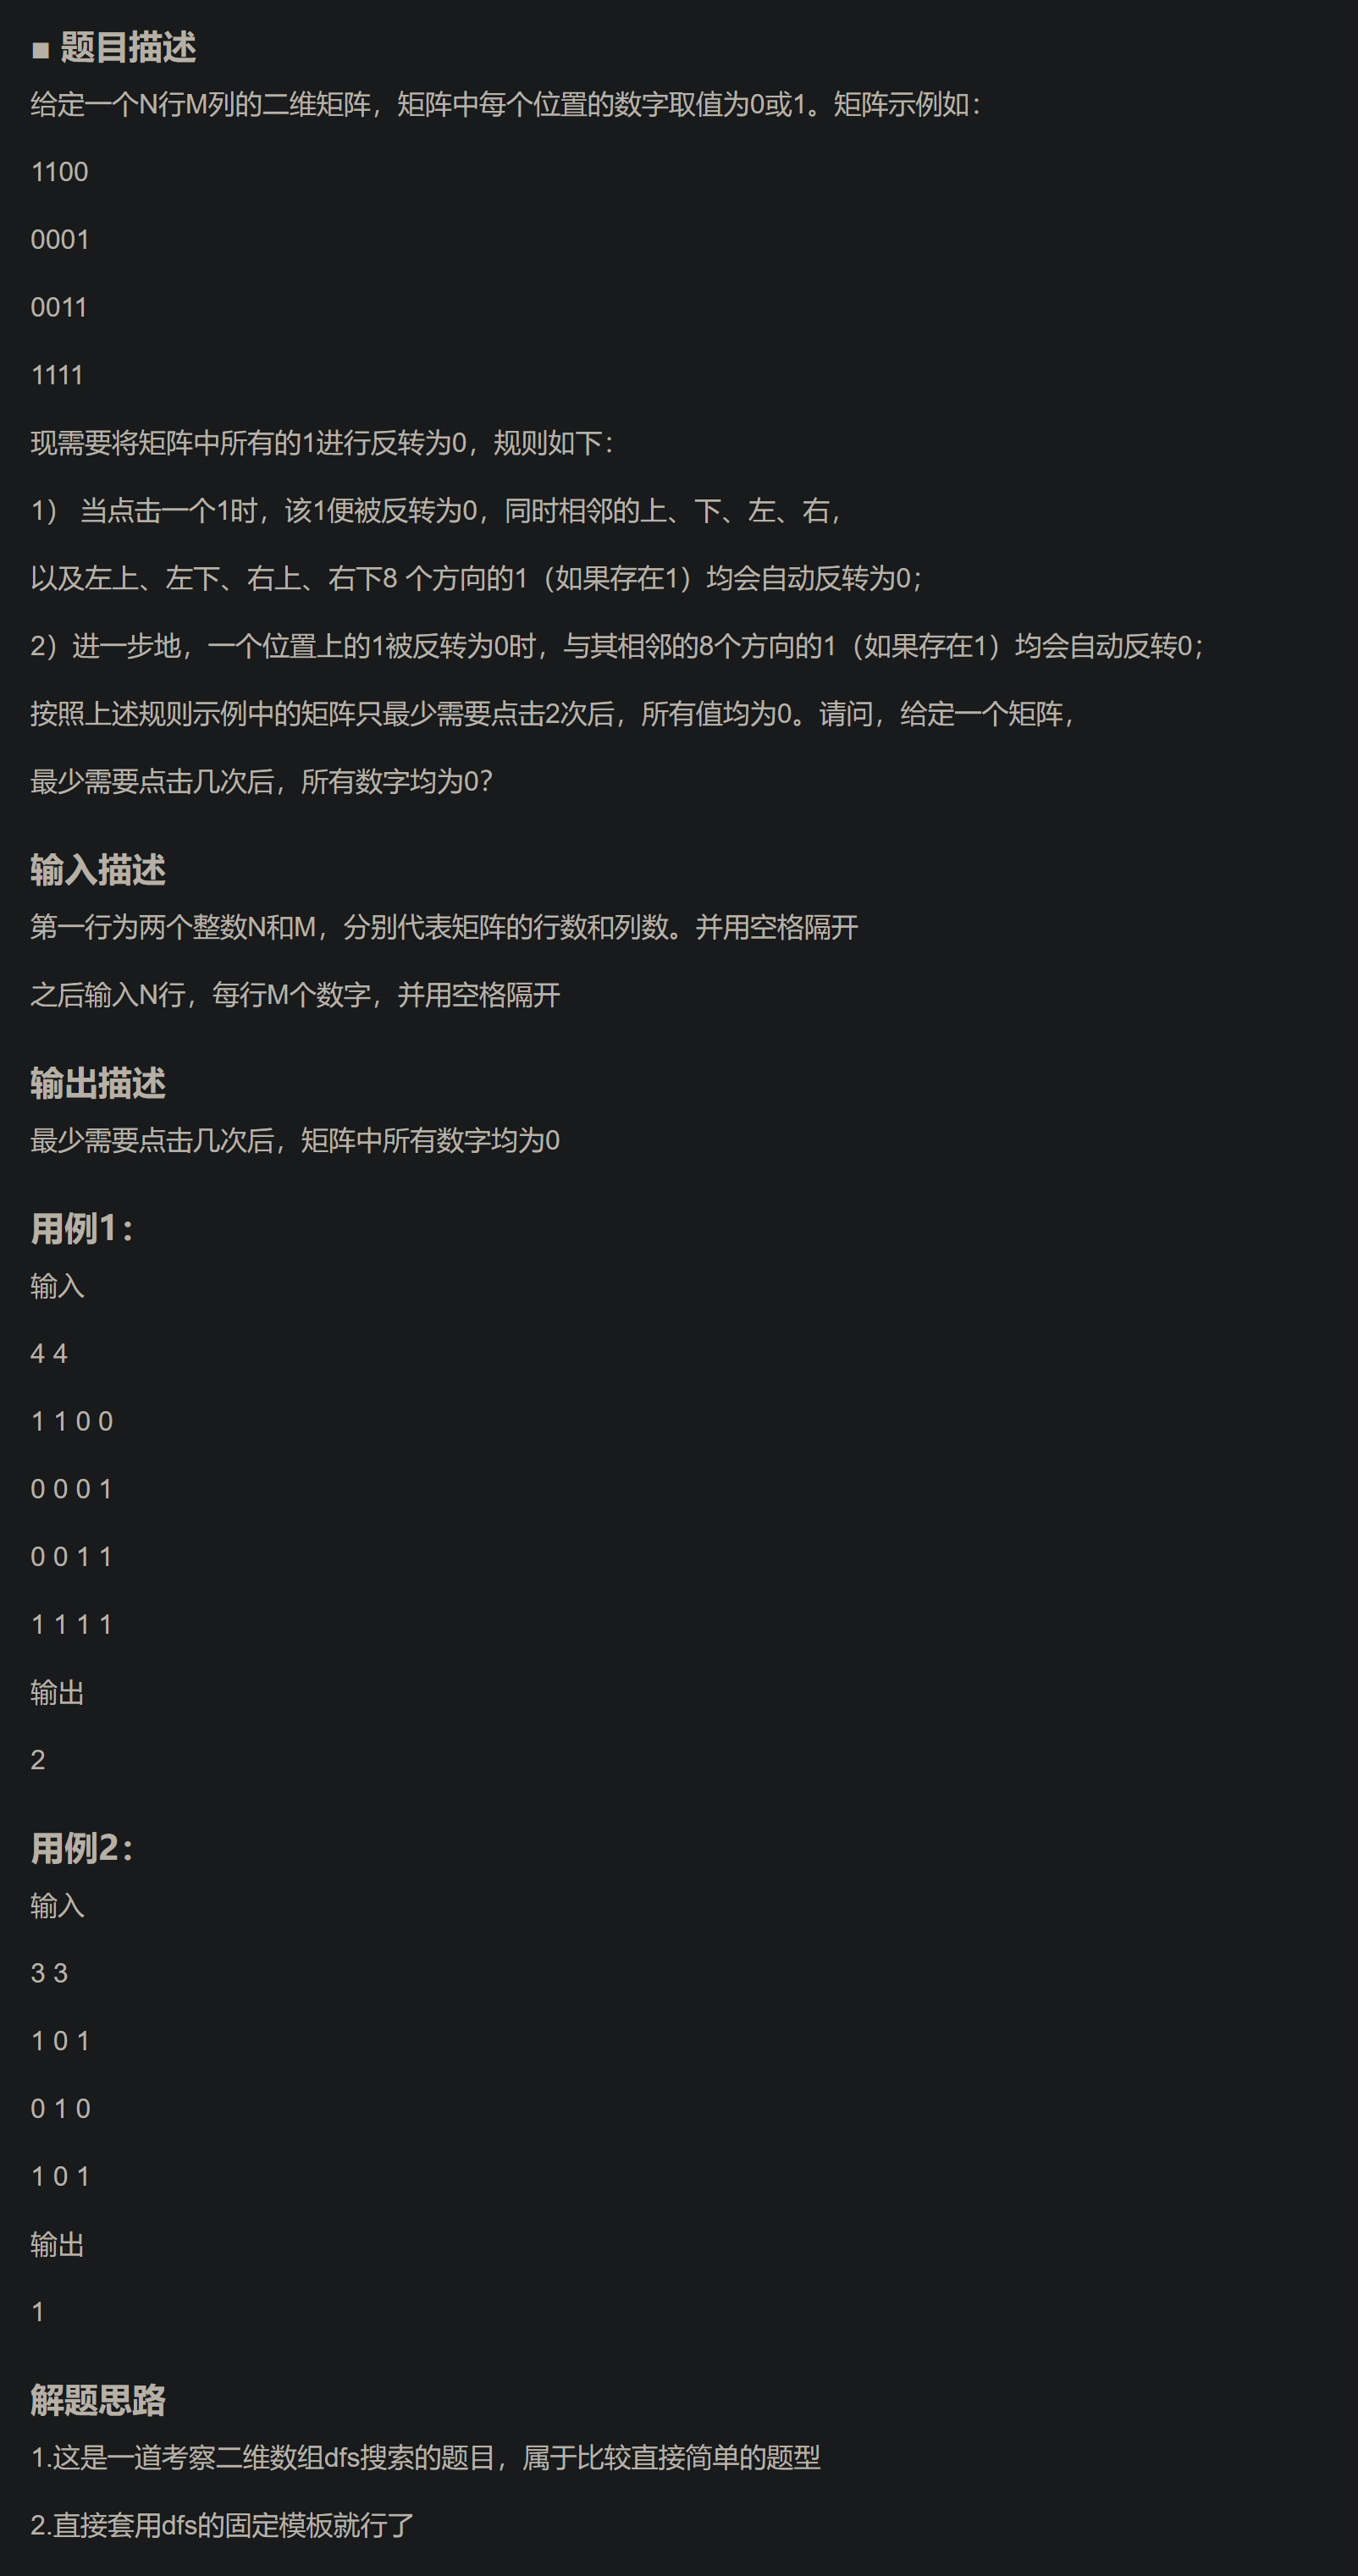 ■ 题目描述
给定一个N行M列的二维矩阵，矩阵中每个位置的数字取值为0或1。矩阵示例如：
1100
0001
0011
1111
现需要将矩阵中所有的1进行反转为0，规则如下：
1） 当点击一个1时，该1便被反转为0，同时相邻的上、下、左、右，
以及左上、左下、右上、右下8 个方向的1（如果存在1）均会自动反转为0；
2）进一步地，一个位置上的1被反转为0时，与其相邻的8个方向的1（如果存在1）均会自动反转0；
按照上述规则示例中的矩阵只最少需要点击2次后，所有值均为0。请问，给定一个矩阵，
最少需要点击几次后，所有数字均为0？
输入描述
第一行为两个整数N和M，分别代表矩阵的行数和列数。并用空格隔开
之后输入N行，每行M个数字，并用空格隔开
输出描述
最少需要点击几次后，矩阵中所有数字均为0
用例1：
输入
4 4
1 1 0 0
0 0 0 1
0 0 1 1
1 1 1 1
输出
2
用例2：
输入
3 3
1 0 1
0 1 0
1 0 1
输出
1
解题思路
1.这是一道考察二维数组dfs搜索的题目，属于比较直接简单的题型
2.直接套用dfs的固定模板就行了